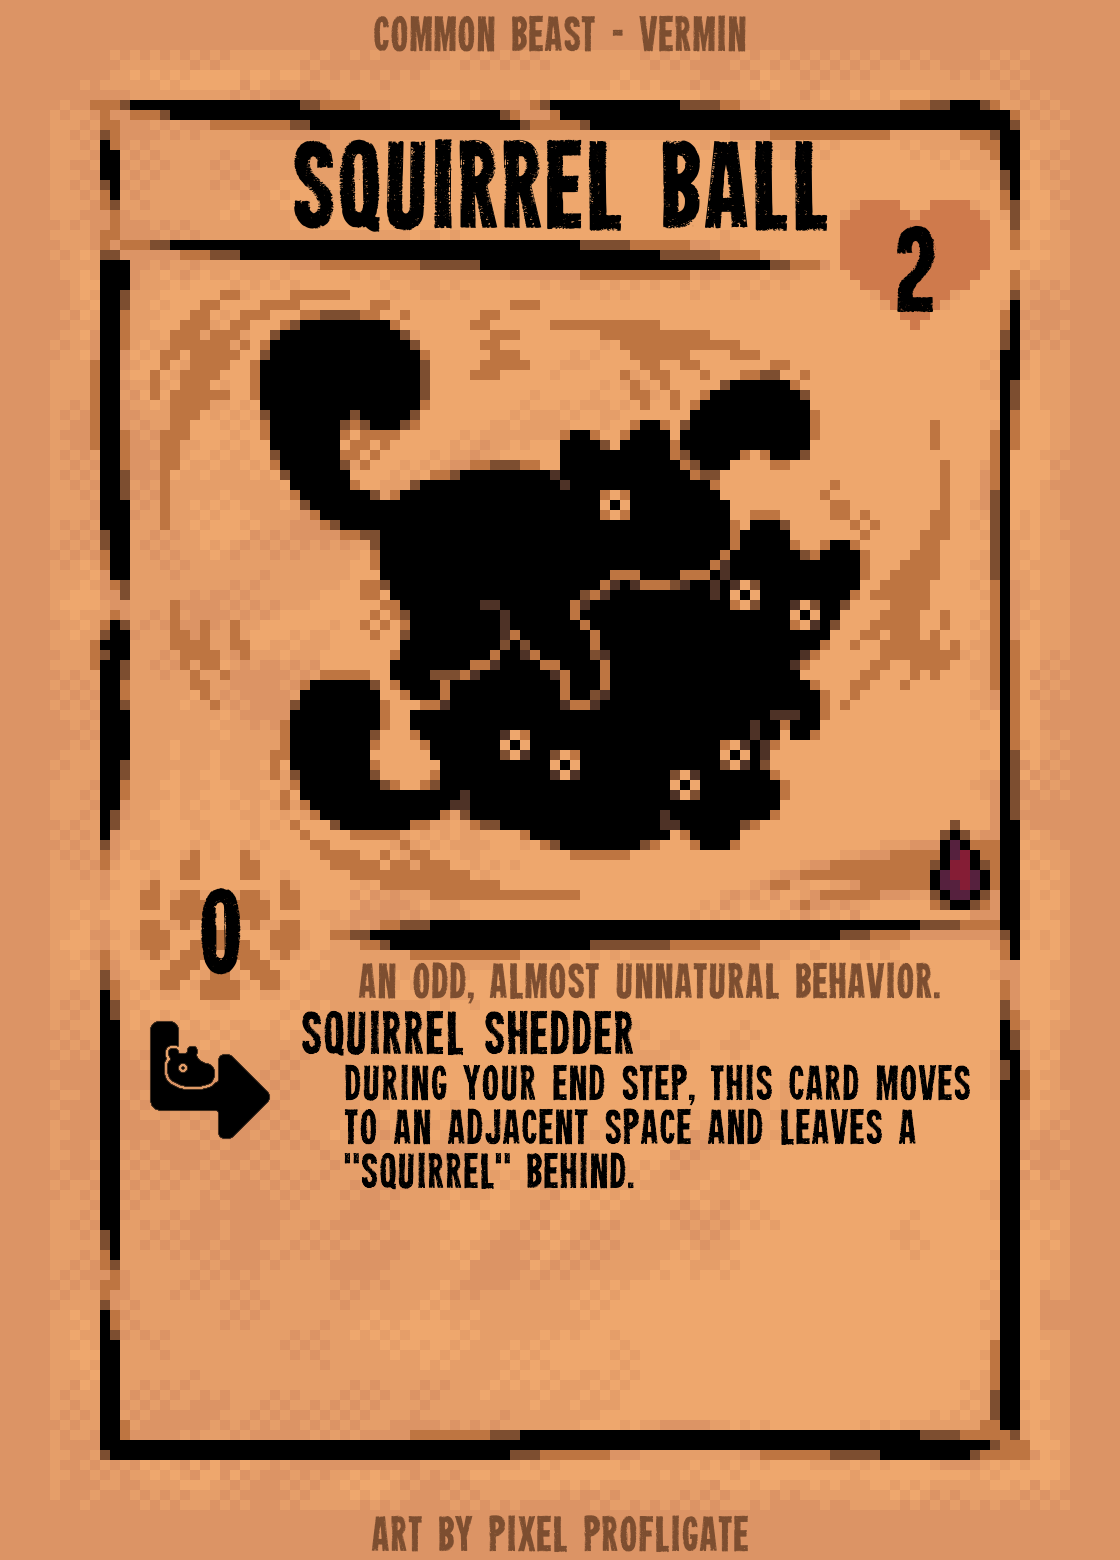 COMMON BEAST - VERMIN
SQUIRREL BALL
2
0
AN ODD, ALMOST UNNATURAL BEHAVIOR.
SQUIRREL SHEDDER
DURING YOUR END STEP, THIS CARD MOVES
TO AN ADJACENT SPACE AND LEAVES A
"SQUIRREL" BEHIND.
ART BY PIXEL PROFLIGATE